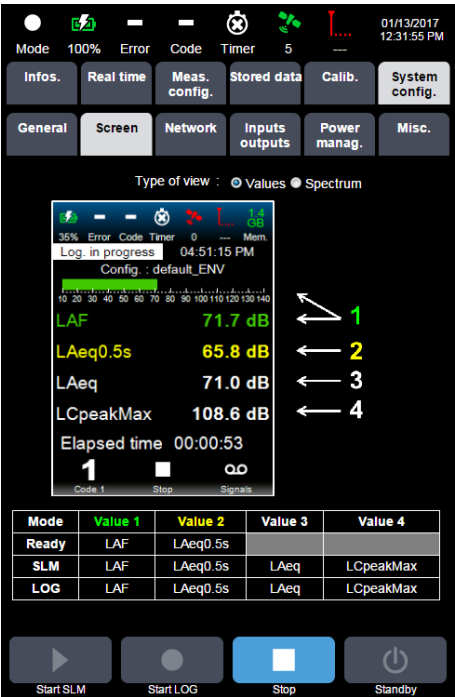 01/13/2017
12:31:55 PM
Mode 100% Error Code Timer 5 ---
Infos. Real time Meas. config. Stored data Calib. System config.
General Screen Network Inputs outputs Power manag. Misc.
Type of view : Values Spectrum
1.4
GB
35% Error Code Timer 0 --- Mem.
Log. in progress 04:51:15 PM
Config. : default_ENV
10 20 30 40 50 60 70 80 90 100 110 120 130 140
LAF 71.7 dB 1
LAeq0.5s 65.8 dB 2
LAeq 71.0 dB 3
LCpeakMax 108.6 dB 4
Elapsed time 00:00:53
1
Code 1 Stop Signals
Mode Value 1 Value 2 Value 3 Value 4
Ready LAF LAeq0.5s
SLM LAF LAeq0.5s LAeq LCpeakMax
LOG LAF LAeq0.5s LAeq LCpeakMax
Start SLM Start LOG Stop Standby